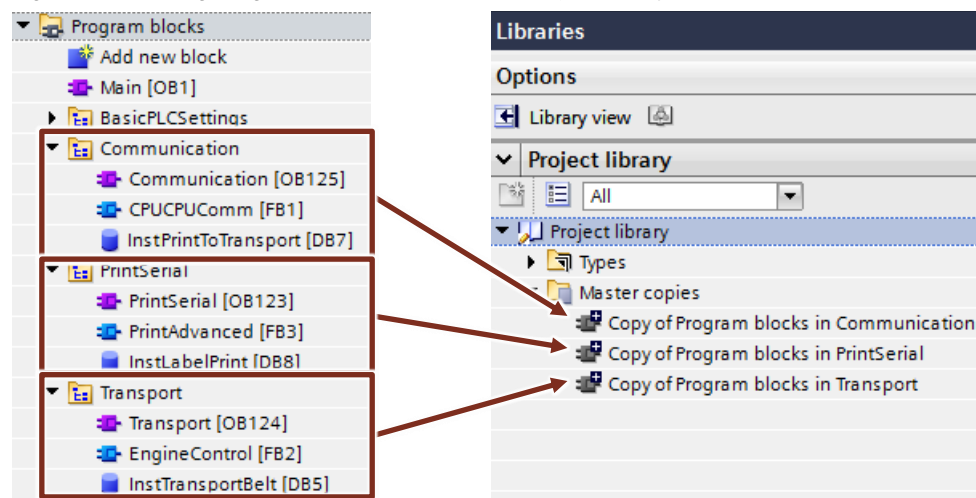 Program blocks
Add new block
Main [OB1]
BasicPLCSettings
Communication
Communication [OB125]
CPUCPUComm [FB1]
InstPrintToTransport [DB7]
PrintSerial
PrintSerial [OB123]
PrintAdvanced [FB3]
InstLabelPrint [DB8]
Transport
Transport [OB124]
EngineControl [FB2]
InstTransportBelt [DB5]
Libraries
Options
Library view
Project library
All
Project library
Types
Master copies
Copy of Program blocks in Communication
Copy of Program blocks in PrintSerial
Copy of Program blocks in Transport